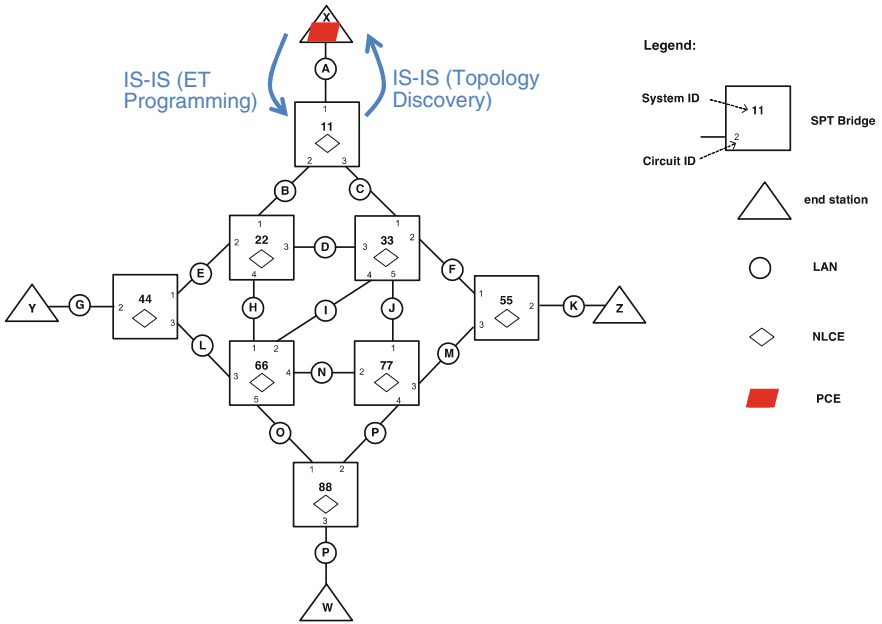 X
A
IS-IS (ET
Programming)
IS-IS (Topology
Discovery)
1
11
2 3
B C
1
22
2 3
4
D
1
33
2
3
4 5
E F
Y
G
44
1
2
3
H I J
55
1
2
3
K
Z
L M
1 2
66
3 4
5
N
1
77
2
3
4
O P
1 2
88
3
P
W
Legend:
System ID
11
2
Circuit ID
SPT Bridge
end station
LAN
NLCE
PCE